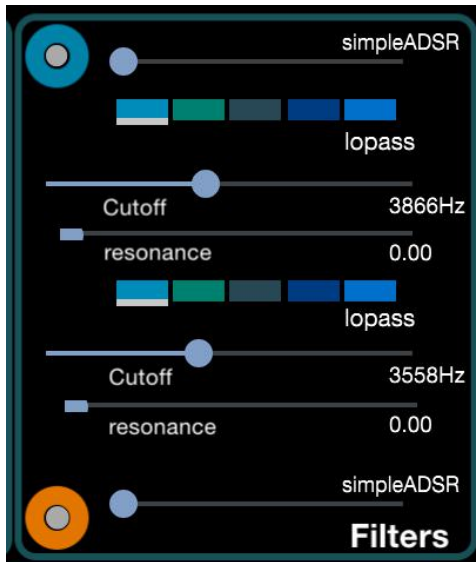 simpleADSR
lopass
Cutoff 3866Hz
resonance 0.00
lopass
Cutoff 3558Hz
resonance 0.00
simpleADSR
Filters